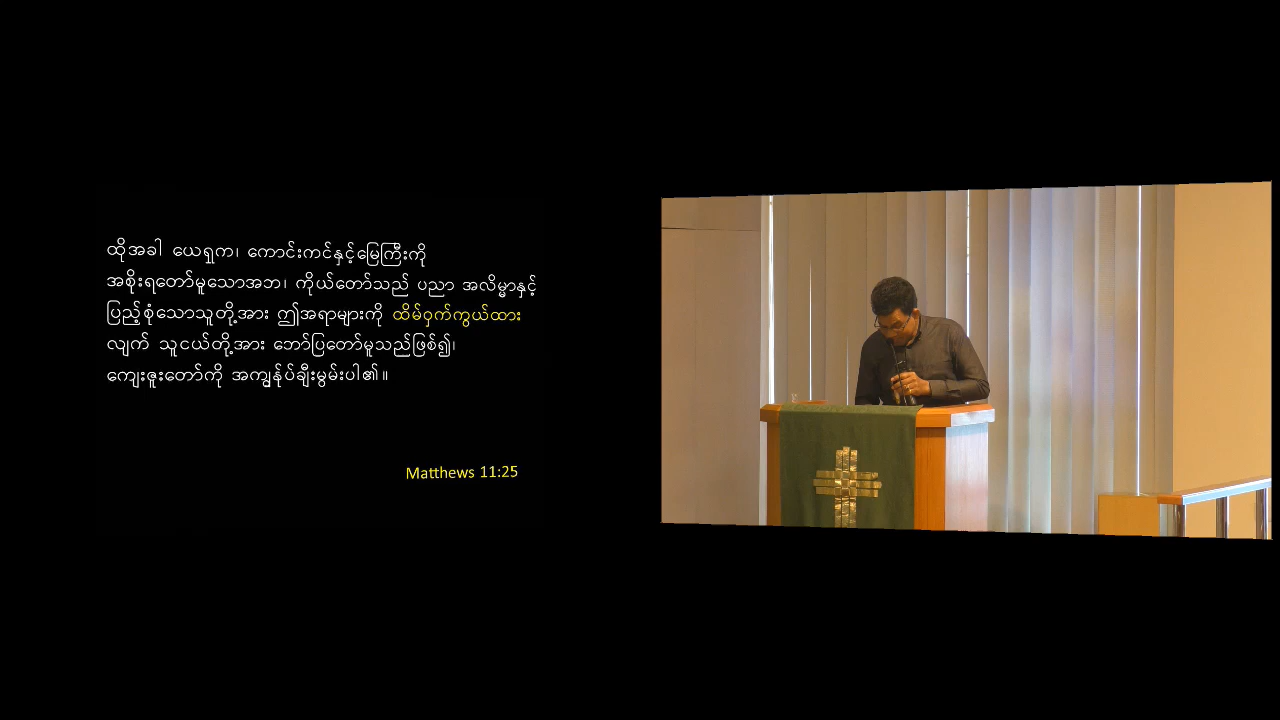 ထိုအခါ ယေရှုက၊ ကောင်းကင်နှင့်မြေကြီးကို
အစိုးရတော်မူသောအဘ၊ ကိုယ်တော်သည် ပညာ အလိမ္မာနှင့်
ပြည့်စုံသောသူတို့အား ဤအရာများကို ထိမ်ဝှက်ကွယ်ထား
လျက် သူငယ်တို့အား ဘော်ပြတော်မူသည်ဖြစ်၍၊
ကျေးဇူးတော်ကို အကျွန်ုပ်ချီးမွမ်းပါ၏။
Matthews 11:25